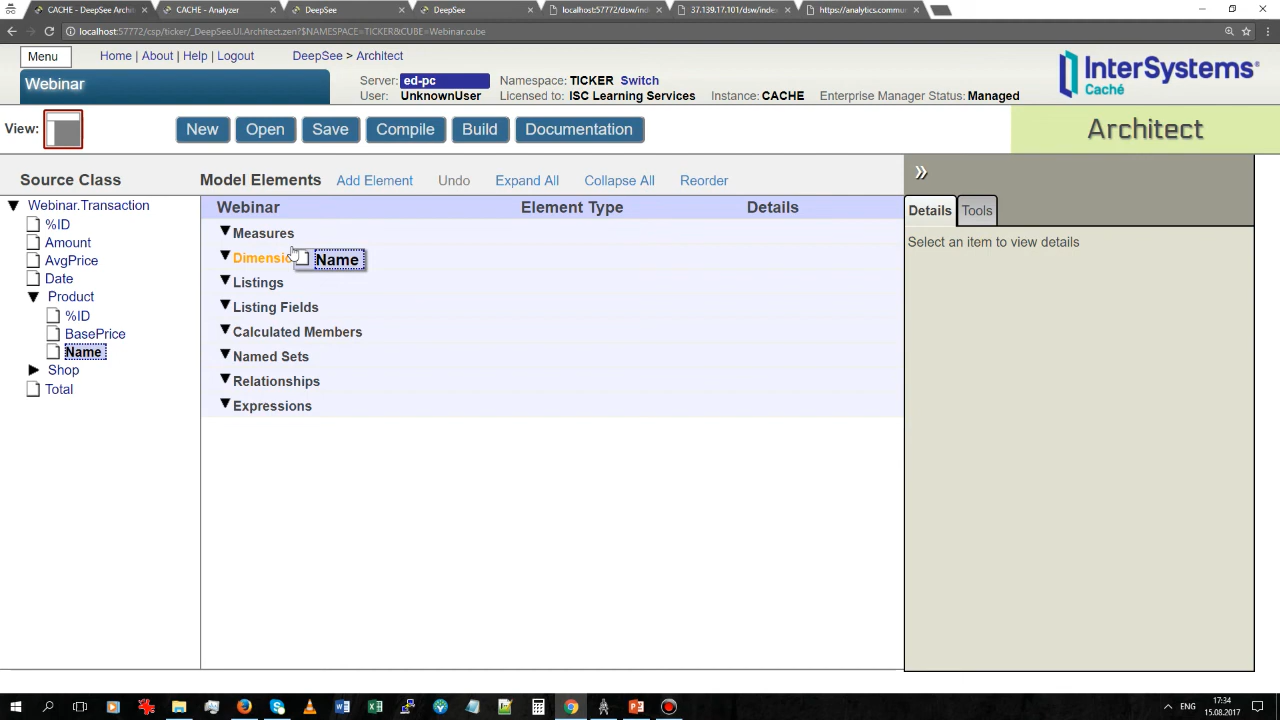 CACHE - DeepSee Archit
CACHE - Analyzer
DeepSee
DeepSee
localhost:57772/dsw/inde
37.139.17.101/dsw/index
https://analytics.commun
localhost:57772/csp/ticker/_DeepSee.UI.Architect.zen?$NAMESPACE=TICKER&CUBE=Webinar.cube
Menu
Home | About | Help | Logout
DeepSee > Architect
Webinar
Server: ed-pc
Namespace: TICKER Switch
User: UnknownUser
Licensed to: ISC Learning Services
Instance: CACHE
Enterprise Manager Status: Managed
InterSystems
Caché
View:
New
Open
Save
Compile
Build
Documentation
Architect
Source Class
Model Elements
Add Element
Undo
Expand All
Collapse All
Reorder
Webinar
Element Type
Details
Webinar.Transaction
%ID
Amount
AvgPrice
Date
Product
%ID
BasePrice
Name
Shop
Total
Measures
Dimensi
Name
Listings
Listing Fields
Calculated Members
Named Sets
Relationships
Expressions
Details
Tools
Select an item to view details
ENG
17:34
15.08.2017